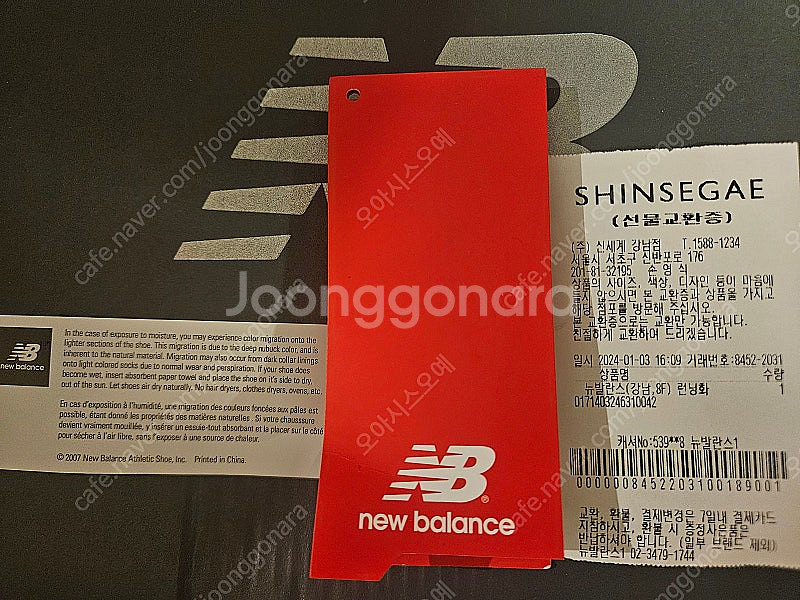 SHINSEGAE
(선물교환증)
(주) 신세계 강남점 T.1588-1234
서울시 서초구 신반포로 176
201-81-32195 손영식
상품의 사이즈, 색상, 디자인 등이 마음에
들지 않으시면 본 교환증과 상품을 가지고
해당 점포를 방문해 주십시오.
본 교환증으로는 교환만 가능합니다.
친절하게 교환하여 드리겠습니다.
일시 2024-01-03 16:09 거래번호:8452-2031
상품명 수량
뉴발란스(강남,8F) 런닝화 1
0171403246310042
캐셔No:539**8 뉴발란스1
0000008452203100189001
교환, 환불, 결제변경은 7일내 결제카드
지참하시고, 환불 시 증정사은품은
반납하셔야 합니다. (일부 브랜드 제외)
뉴발란스1 02-3479-1744
NB
new balance
NB
new balance
In the case of exposure to moisture, you may experience color migration onto the
lighter sections of the shoe. This migration is due to the deep nubuck color, and is
inherent to the natural material. Migration may also occur from dark collar linings
onto light colored socks due to normal wear and perspiration. If your shoe does
become wet, insert absorbent paper towel and place the shoe on it's side to dry,
out of the sun. Let shoes air dry naturally. No hair dryers, clothes dryers, ovens, etc.
En cas d'exposition à l'humidité, une migration des couleurs foncées aux pâles est
possible, étant donné les propriétés des matières naturelles . Si votre chausssure
devient vraiment mouillée, y insérer un essuie-tout absorbant et la placer sur le côté
pour sécher à l'air libre, sans l'exposer à une source de chaleur.
© 2007 New Balance Athletic Shoe, Inc. Printed in China.
Joonggonara
cafe.naver.com/joonggonara
오아시스오예